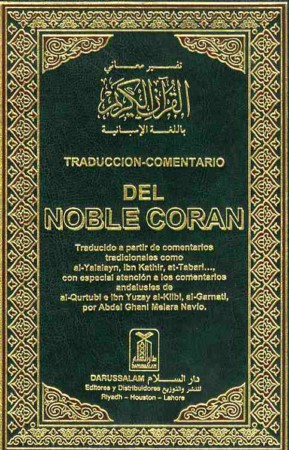 تفسير معاني
القرآن الكريم
باللغة الإسبانية
TRADUCCION-COMENTARIO
DEL
NOBLE CORAN
Traducido a partir de comentarios
tradicionales como
al-Yalalayn, Ibn Kathir, at-Tabari...,
con especial atención a los comentarios
andalusies de
al-Qurtubi e Ibn Yuzay al-Kilbi, al-Garnati,
por Abdel Ghani Melara Navio.
DARUSSALAM دار السلام
Editores y Distribuidores للنشر والتوزيع
Riyadh – Houston – Lahore